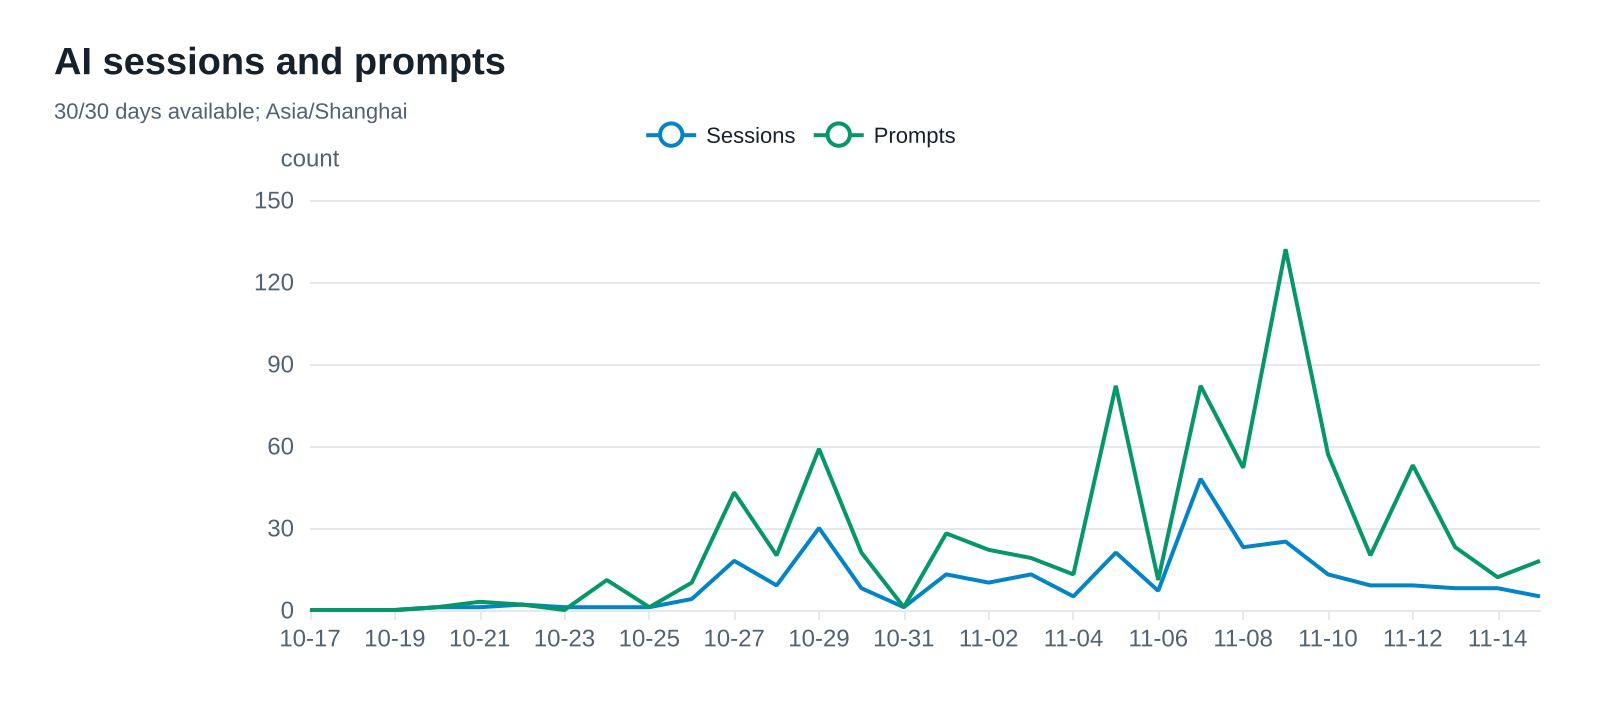 AI sessions and prompts
30/30 days available; Asia/Shanghai
Sessions Prompts
count
150
120
90
60
30
0
10-17 10-19 10-21 10-23 10-25 10-27 10-29 10-31 11-02 11-04 11-06 11-08 11-10 11-12 11-14